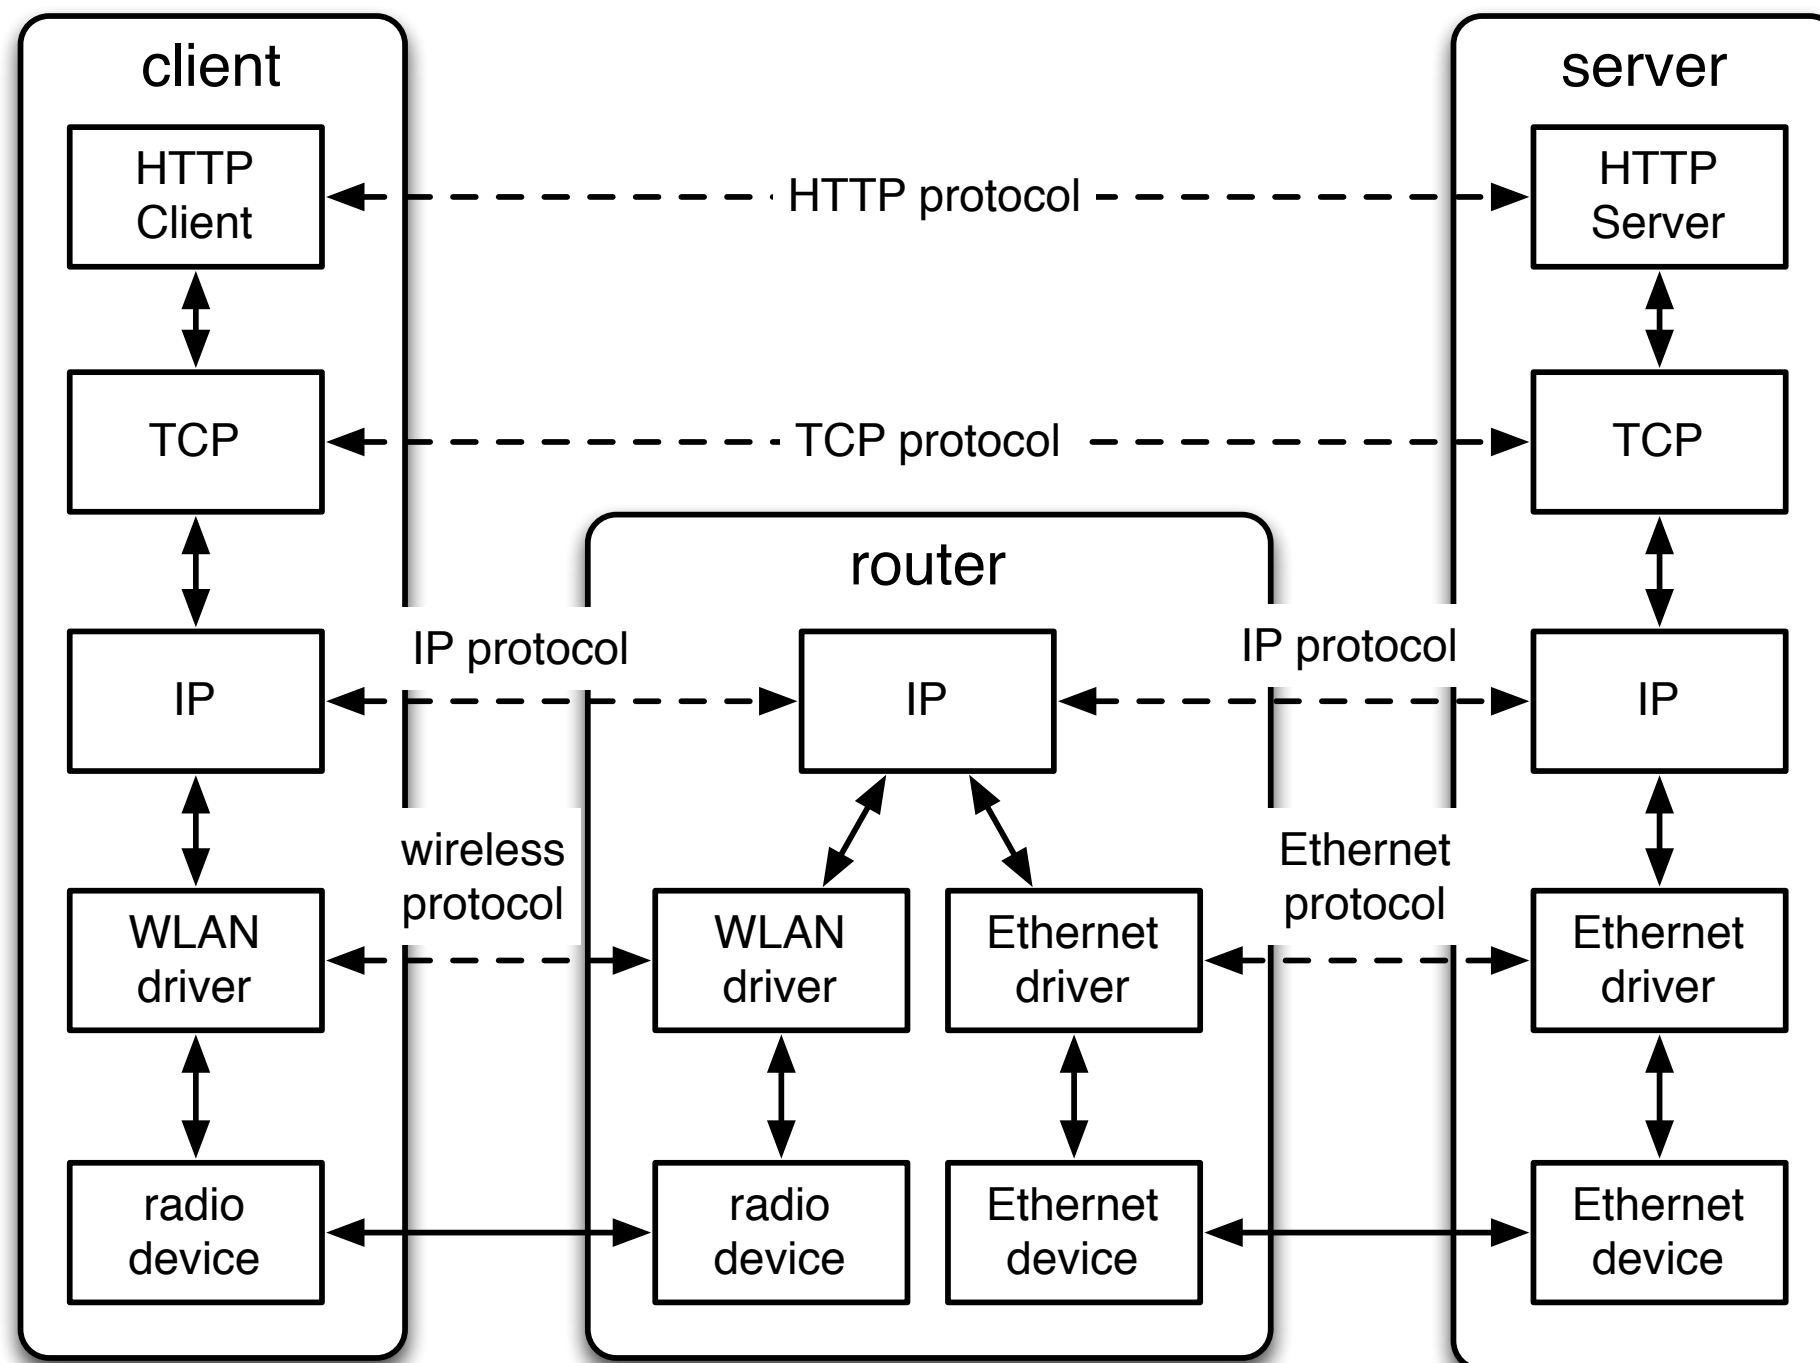 client
server
HTTP
Client
HTTP protocol
HTTP
Server
TCP
TCP protocol
TCP
router
IP protocol
IP protocol
IP
IP
IP
wireless
protocol
Ethernet
protocol
WLAN
driver
WLAN
driver
Ethernet
driver
Ethernet
driver
radio
device
radio
device
Ethernet
device
Ethernet
device